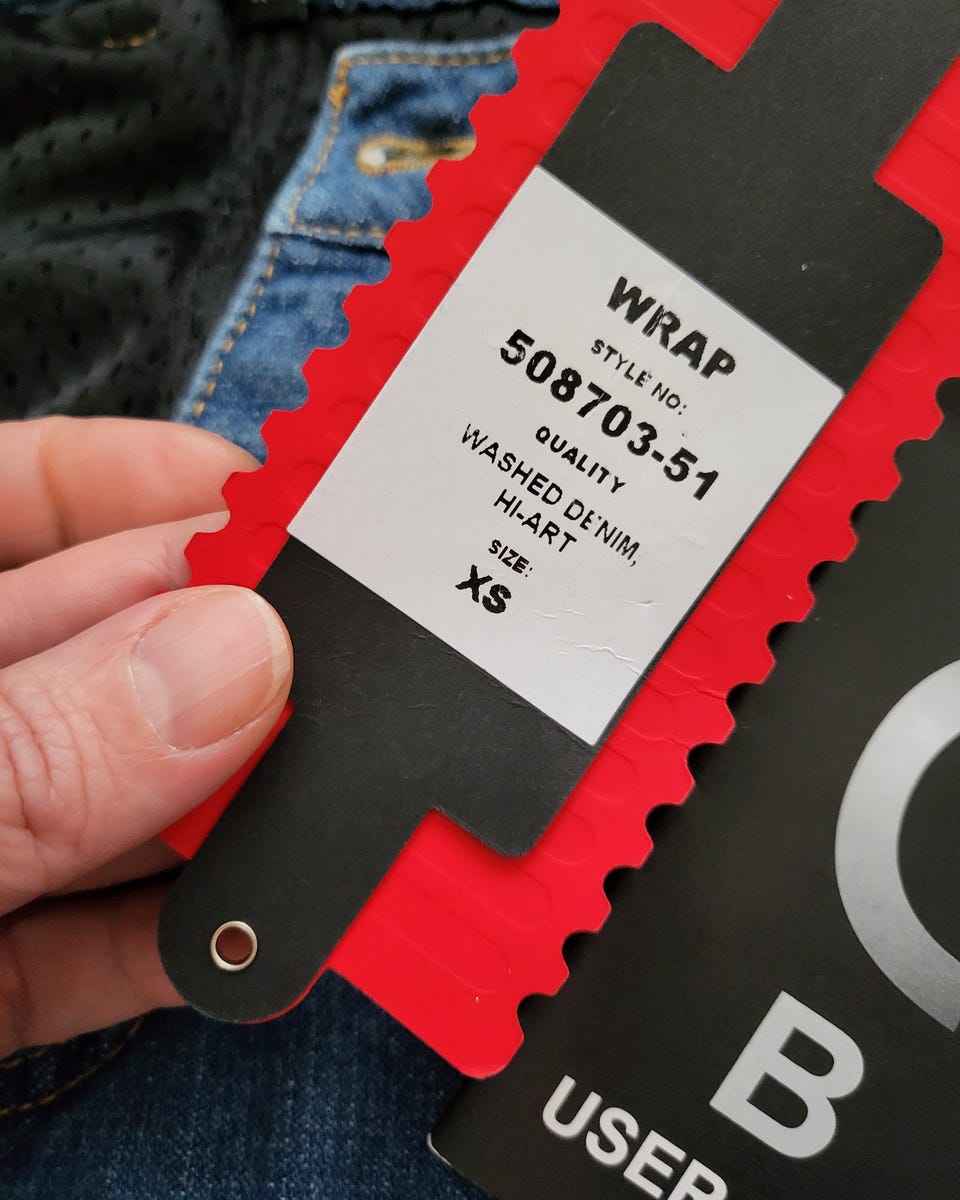 WRAP
STYLE NO:
508703-51
QUALITY
WASHED DENIM,
HI-ART
SIZE:
XS
B
USER